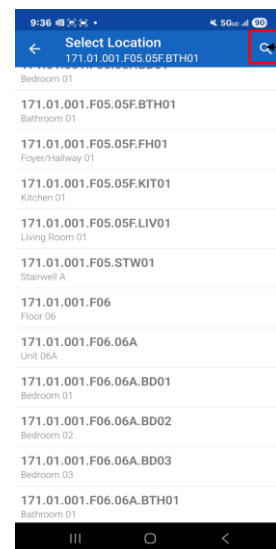 9:36
5G 90
Select Location
171.01.001.F05.05F.BTH01
Bedroom 01
171.01.001.F05.05F.BTH01
Bathroom 01
171.01.001.F05.05F.FH01
Foyer/Hallway 01
171.01.001.F05.05F.KIT01
Kitchen 01
171.01.001.F05.05F.LIV01
Living Room 01
171.01.001.F05.STW01
Stairwell A
171.01.001.F06
Floor 06
171.01.001.F06.06A
Unit 06A
171.01.001.F06.06A.BD01
Bedroom 01
171.01.001.F06.06A.BD02
Bedroom 02
171.01.001.F06.06A.BD03
Bedroom 03
171.01.001.F06.06A.BTH01
Bathroom 01